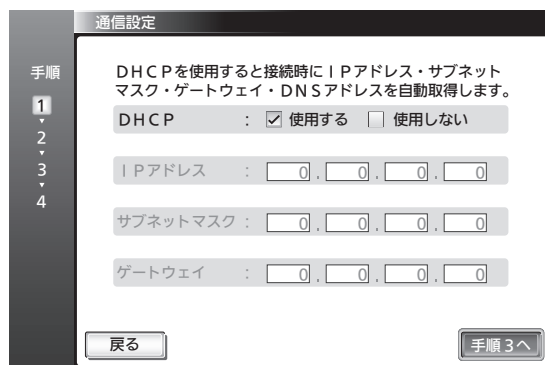 通信設定
手順
1
2
3
4
DHCPを使用すると接続時にIPアドレス・サブネット
マスク・ゲートウェイ・DNSアドレスを自動取得します。
DHCP : 使用する 使用しない
IPアドレス : 0 . 0 . 0 . 0
サブネットマスク : 0 . 0 . 0 . 0
ゲートウェイ : 0 . 0 . 0 . 0
戻る 手順3へ